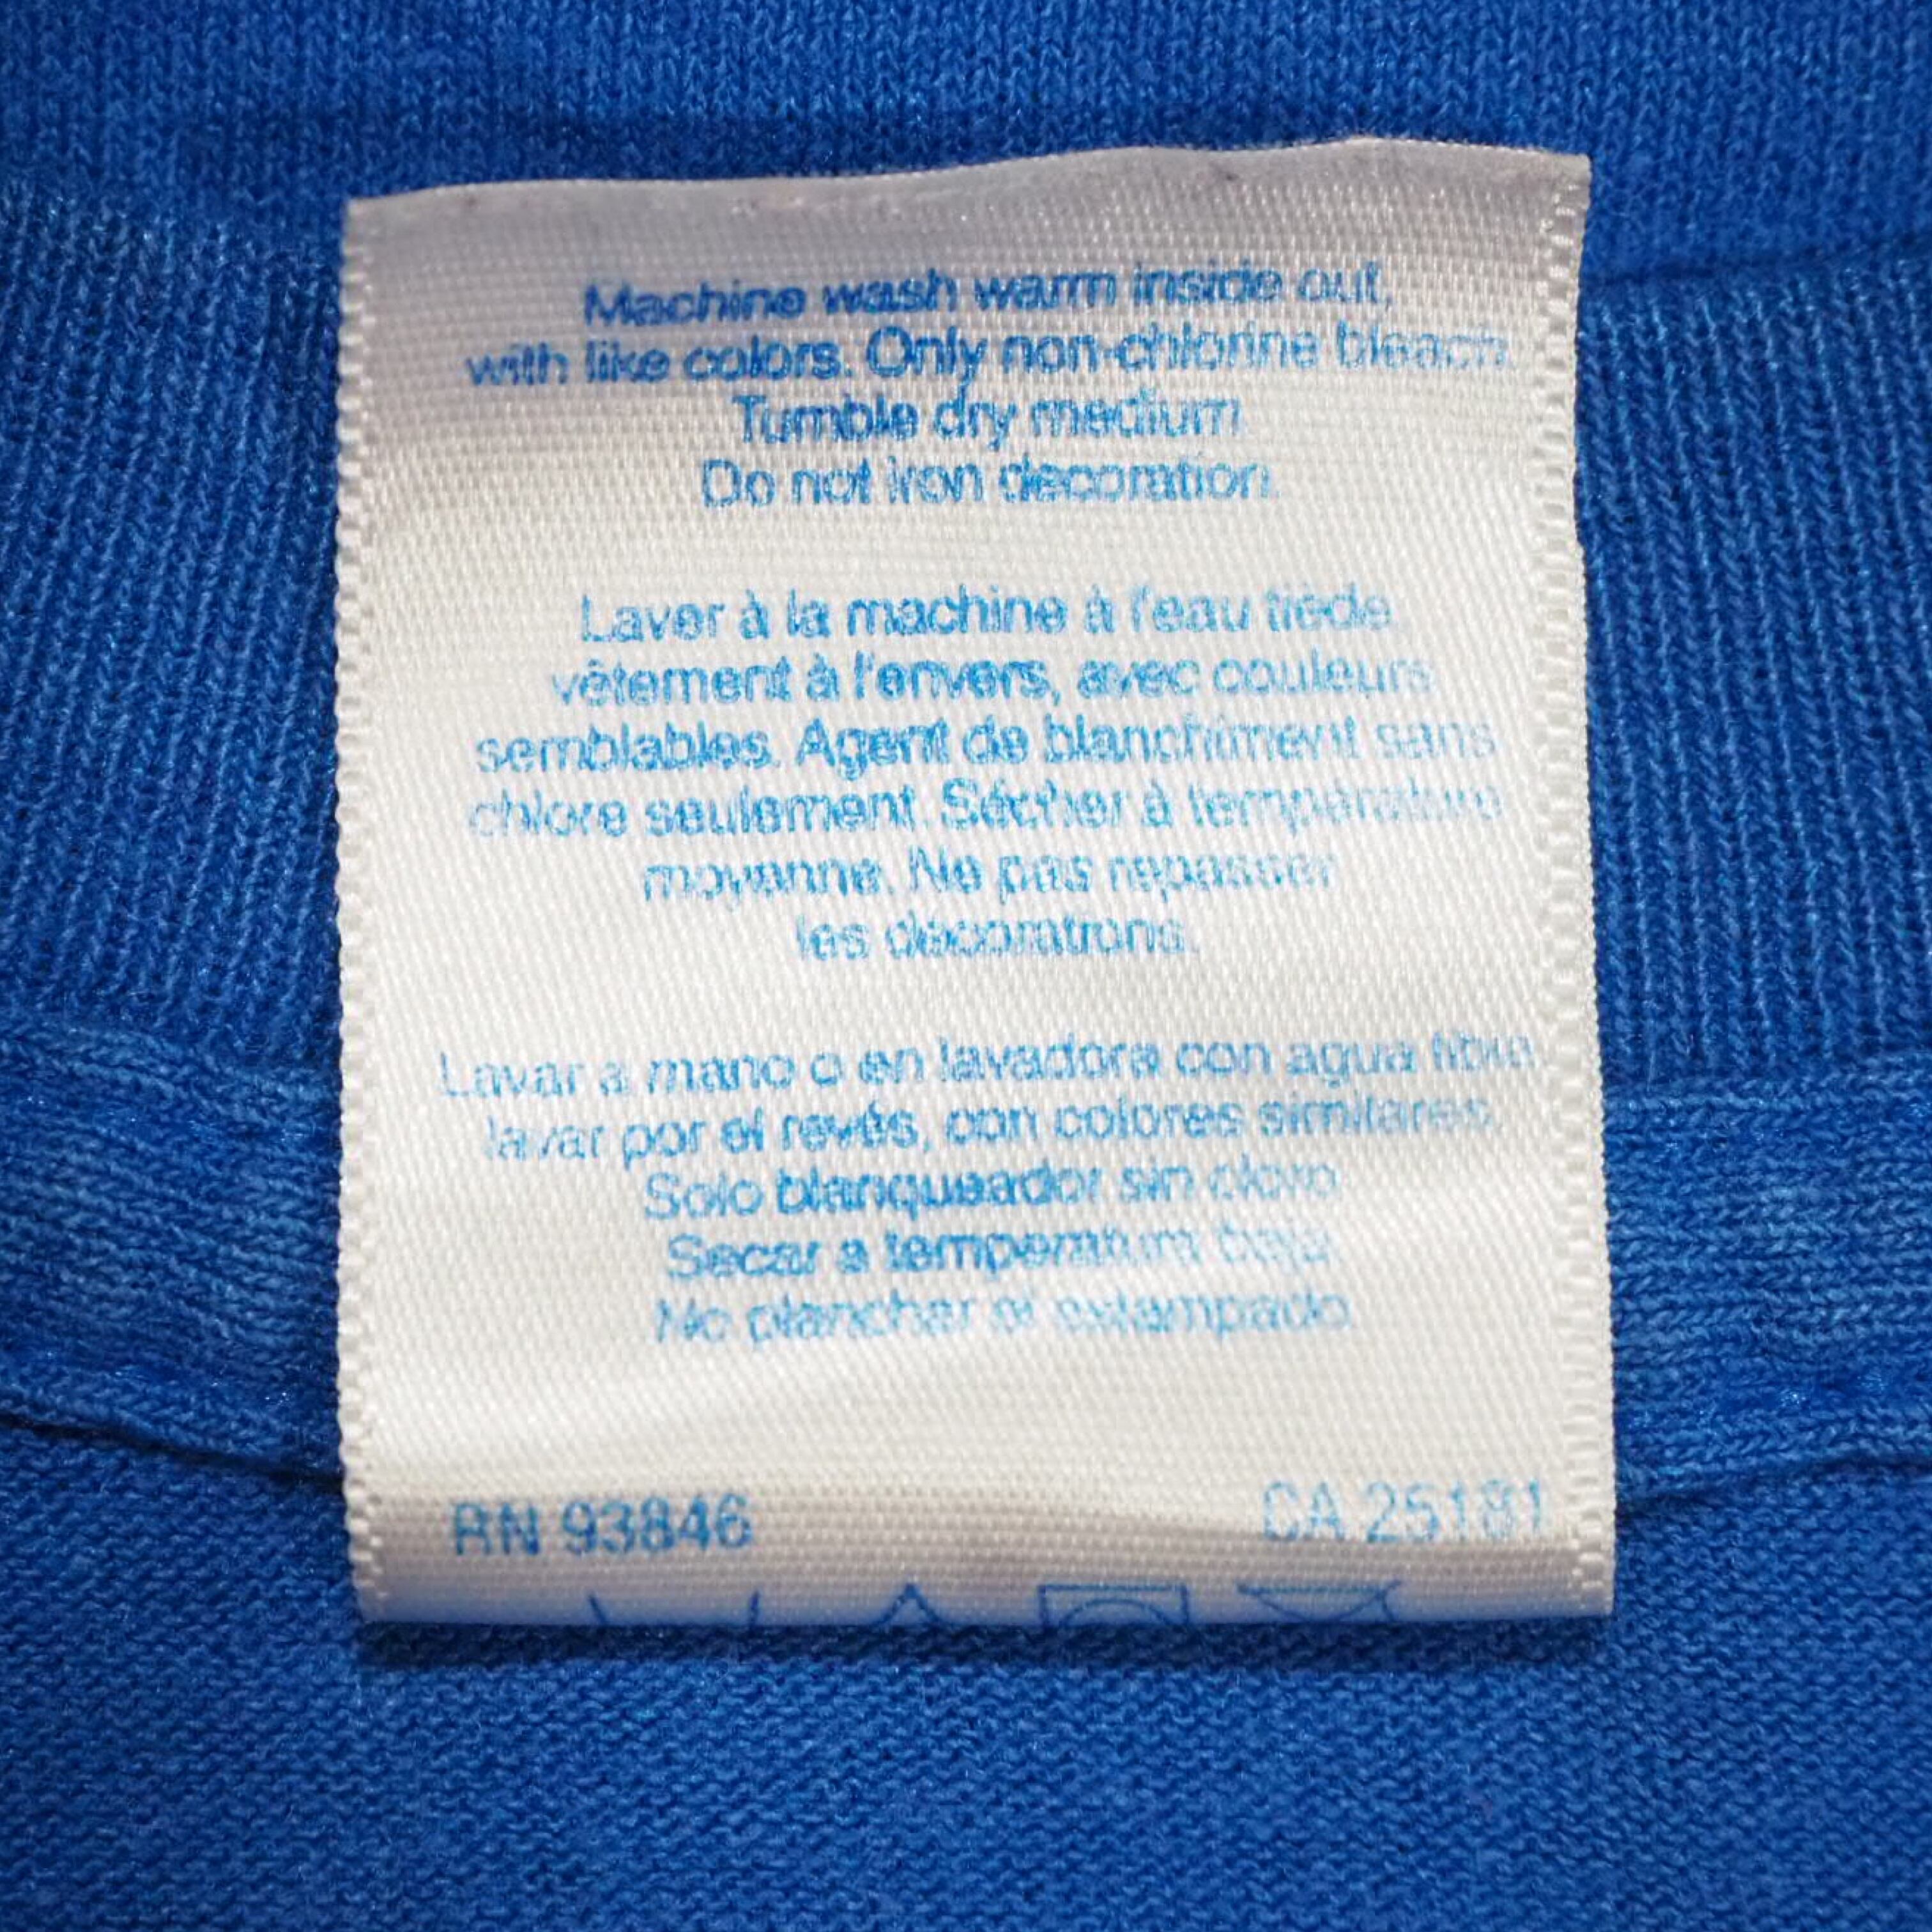 Machine wash warm inside out,
with like colors. Only non-chlorine bleach.
Tumble dry medium
Do not iron decoration.
Laver à la machine à l'eau tiède
vêtement à l'envers, avec couleurs
semblables. Agent de blanchiment sans
chlore seulement. Sécher à température
moyenne. Ne pas repasser
les décorations.
Lavar a mano o en lavadora con agua tibia
lavar por el revés, con colores similares.
Solo blanqueador sin cloro
Secar a temperatura baja
No planchar el estampado
RN 93846 CA 25181